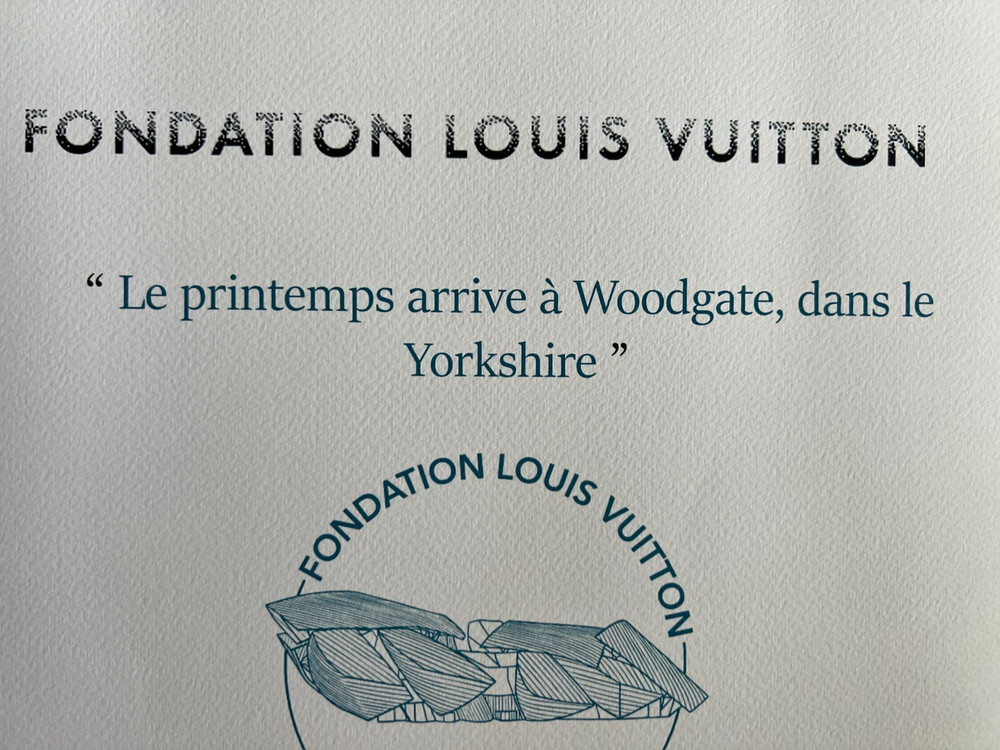 FONDATION LOUIS VUITTON
“ Le printemps arrive à Woodgate, dans le
Yorkshire ”
FONDATION LOUIS VUITTON